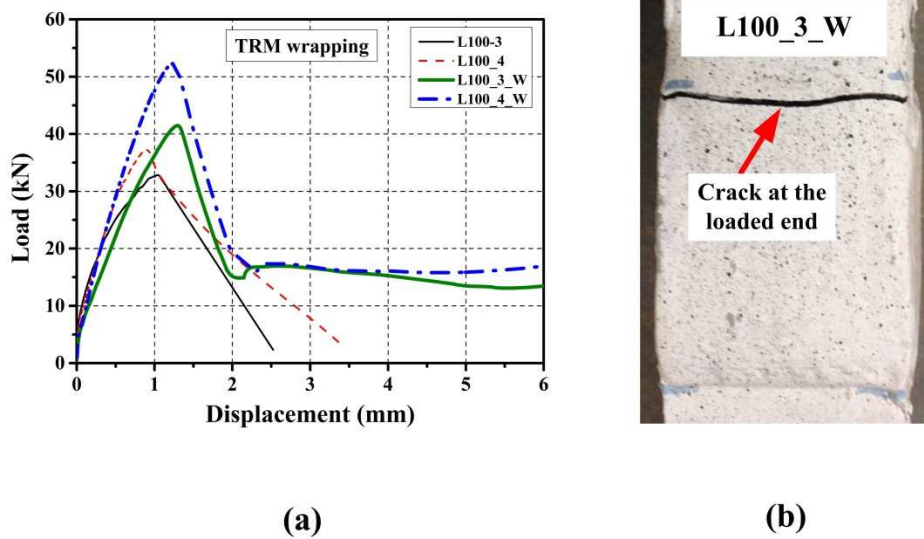 TRM wrapping
L100-3
L100_4
L100_3_W
L100_4_W
60
50
40
30
20
10
0
Load (kN)
0 1 2 3 4 5 6
Displacement (mm)
(a)
L100_3_W
Crack at the
loaded end
(b)